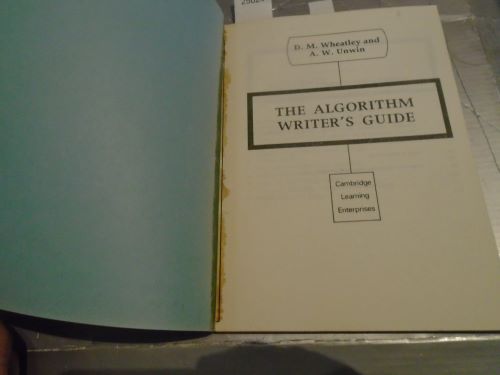 D. M. Wheatley and
A. W. Unwin
THE ALGORITHM
WRITER'S GUIDE
Cambridge
Learning
Enterprises